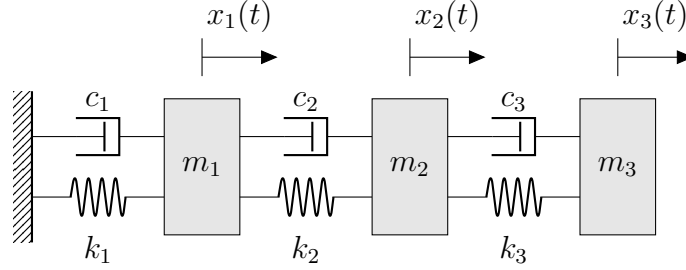 x₁(t) x₂(t) x₃(t)
c₁ c₂ c₃
m₁ m₂ m₃
k₁ k₂ k₃